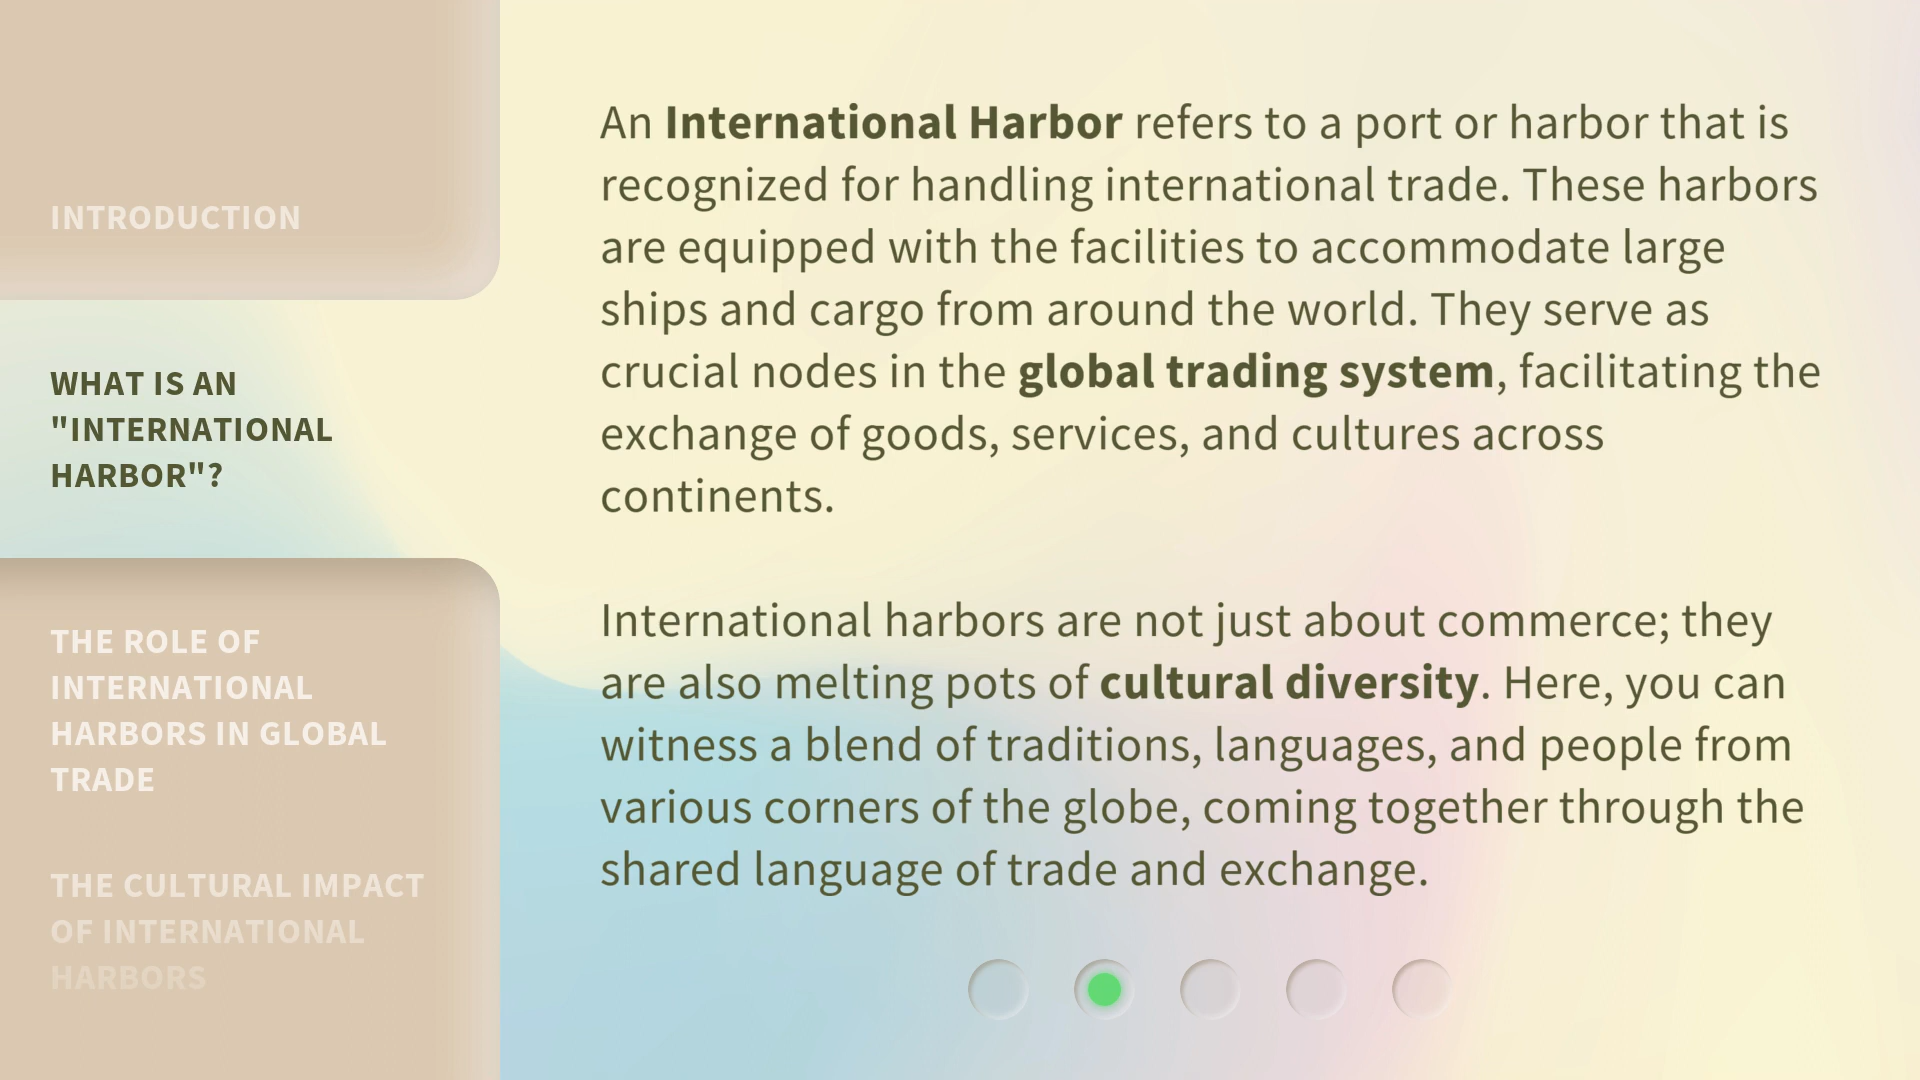 INTRODUCTION
WHAT IS AN
"INTERNATIONAL
HARBOR"?
THE ROLE OF
INTERNATIONAL
HARBORS IN GLOBAL
TRADE
THE CULTURAL IMPACT
OF INTERNATIONAL
HARBORS
An International Harbor refers to a port or harbor that is
recognized for handling international trade. These harbors
are equipped with the facilities to accommodate large
ships and cargo from around the world. They serve as
crucial nodes in the global trading system, facilitating the
exchange of goods, services, and cultures across
continents.
International harbors are not just about commerce; they
are also melting pots of cultural diversity. Here, you can
witness a blend of traditions, languages, and people from
various corners of the globe, coming together through the
shared language of trade and exchange.